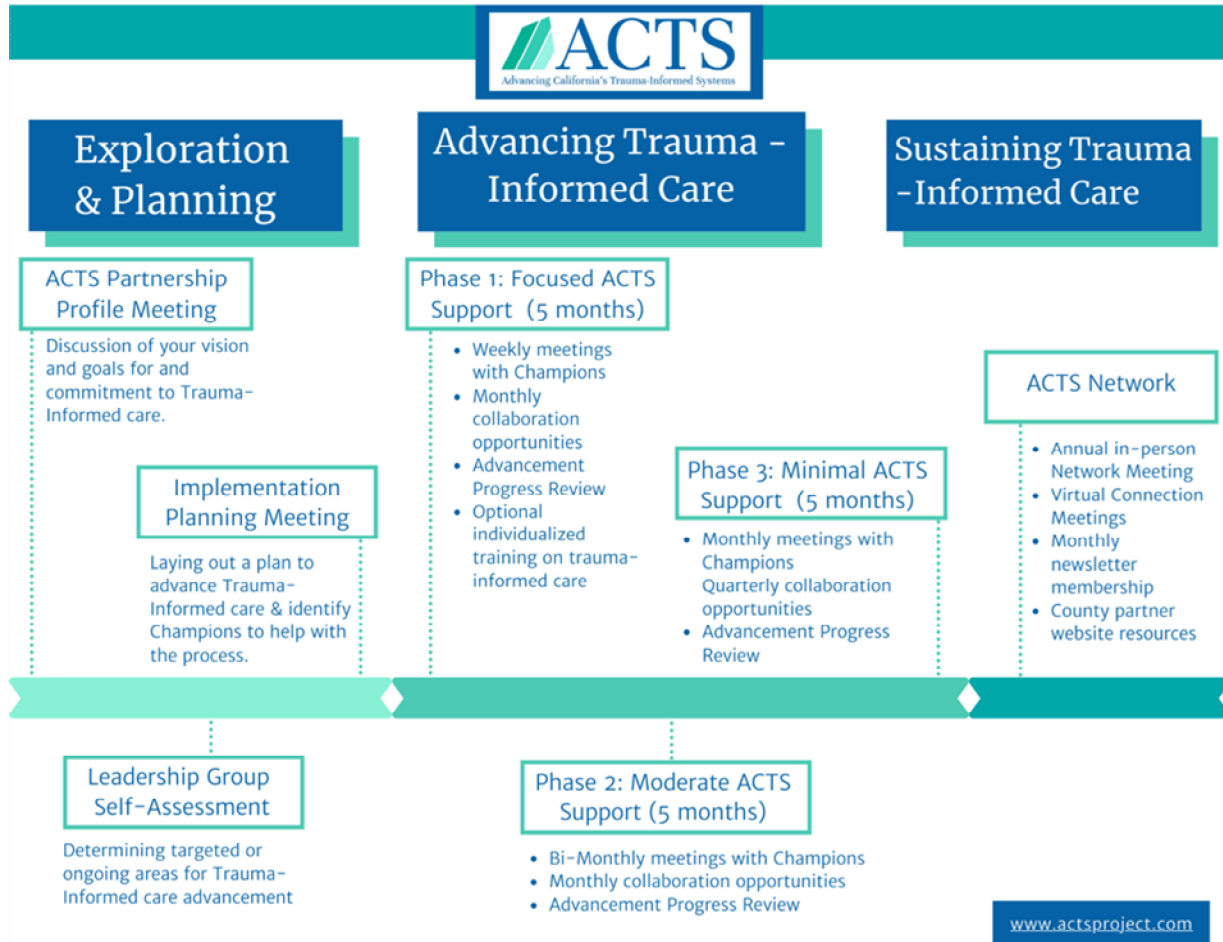 ACTS
Advancing California's Trauma-Informed Systems
Exploration
& Planning
Advancing Trauma -
Informed Care
Sustaining Trauma
-Informed Care
ACTS Partnership
Profile Meeting
Discussion of your vision
and goals for and
commitment to Trauma-
Informed care.
Implementation
Planning Meeting
Laying out a plan to
advance Trauma-
Informed care & identify
Champions to help with
the process.
Leadership Group
Self-Assessment
Determining targeted or
ongoing areas for Trauma-
Informed care advancement
Phase 1: Focused ACTS
Support (5 months)
• Weekly meetings
with Champions
• Monthly
collaboration
opportunities
• Advancement
Progress Review
• Optional
individualized
training on trauma-
informed care
Phase 2: Moderate ACTS
Support (5 months)
• Bi-Monthly meetings with Champions
• Monthly collaboration opportunities
• Advancement Progress Review
Phase 3: Minimal ACTS
Support (5 months)
• Monthly meetings with
Champions
Quarterly collaboration
opportunities
• Advancement Progress
Review
ACTS Network
• Annual in-person
Network Meeting
• Virtual Connection
Meetings
• Monthly
newsletter
membership
• County partner
website resources
www.actsproject.com